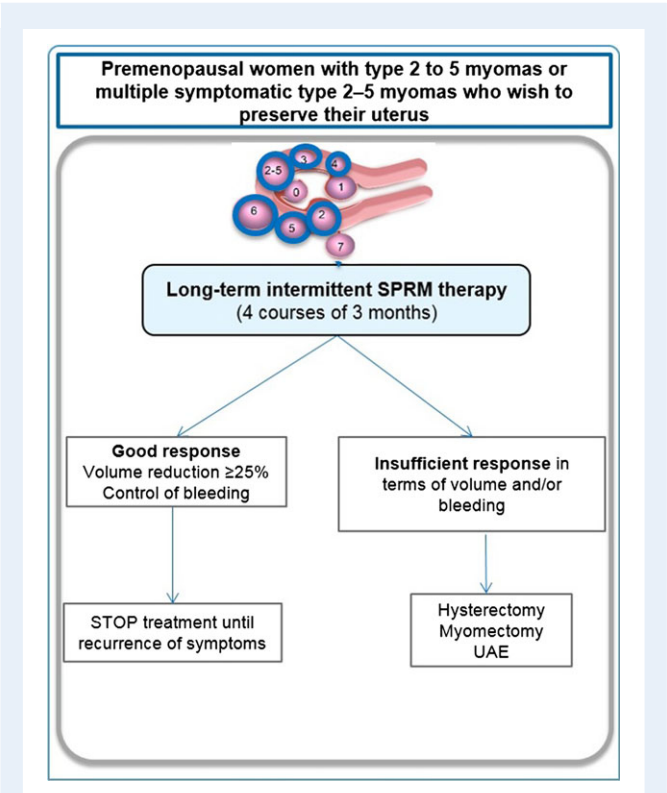 Premenopausal women with type 2 to 5 myomas or
multiple symptomatic type 2–5 myomas who wish to
preserve their uterus
3
4
2-5
0
1
6
2
5
7
Long-term intermittent SPRM therapy
(4 courses of 3 months)
Good response
Volume reduction ≥25%
Control of bleeding
Insufficient response in
terms of volume and/or
bleeding
STOP treatment until
recurrence of symptoms
Hysterectomy
Myomectomy
UAE